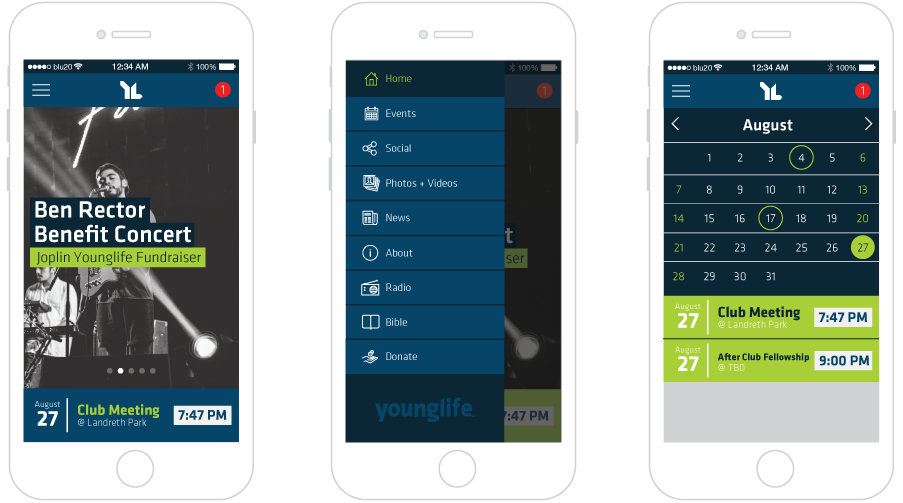 blu20 12:34 AM 100%
YL 1
Ben Rector
Benefit Concert
Joplin Younglife Fundraiser
August
27
Club Meeting
@ Landreth Park
7:47 PM
100%
1
Home
Events
Social
Photos + Videos
News
About
Radio
Bible
Donate
younglife
t
ser
7:47 PM
blu20 12:34 AM 100%
YL 1
August
1 2 3 4 5 6
7 8 9 10 11 12 13
14 15 16 17 18 19 20
21 22 23 24 25 26 27
28 29 30 31
August
27
Club Meeting
@ Landreth Park
7:47 PM
August
27
After Club Fellowship
@ TBD
9:00 PM